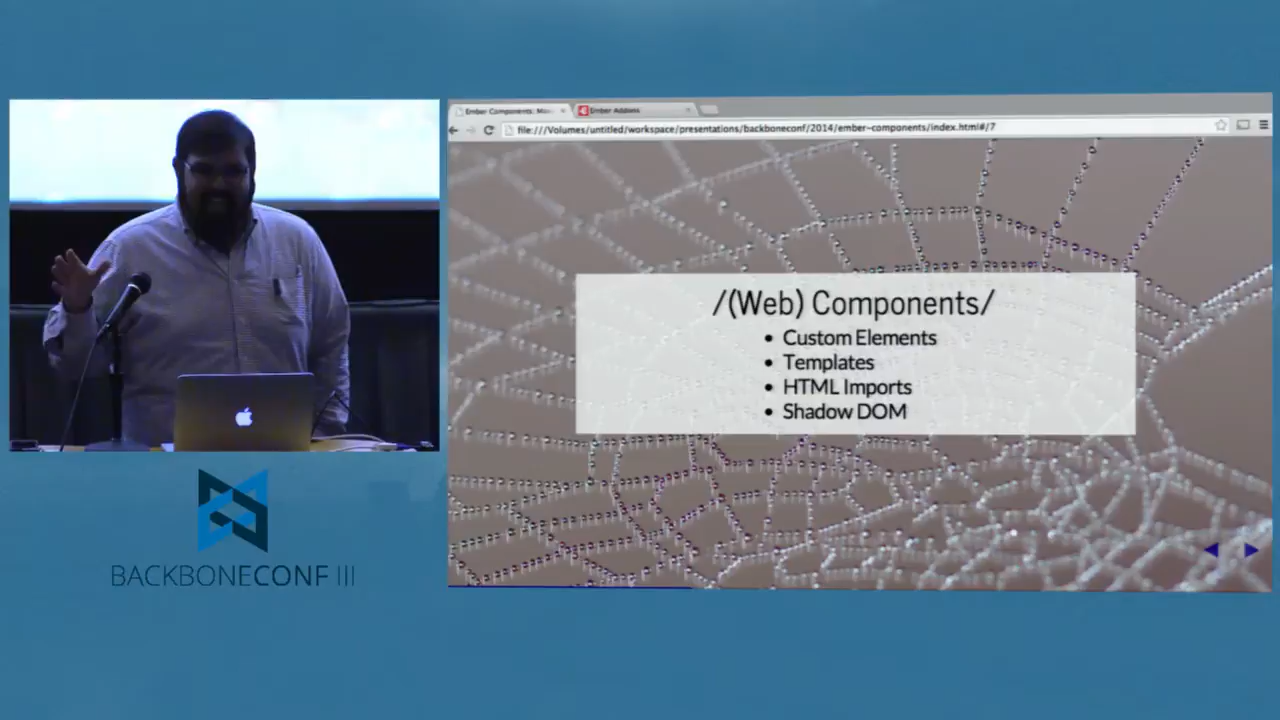 Ember Components: Mak
Ember Addons
file:///Volumes/untitled/workspace/presentations/backboneconf/2014/ember-components/index.html#/7
/(Web) Components/
• Custom Elements
• Templates
• HTML Imports
• Shadow DOM
BACKBONECONF III